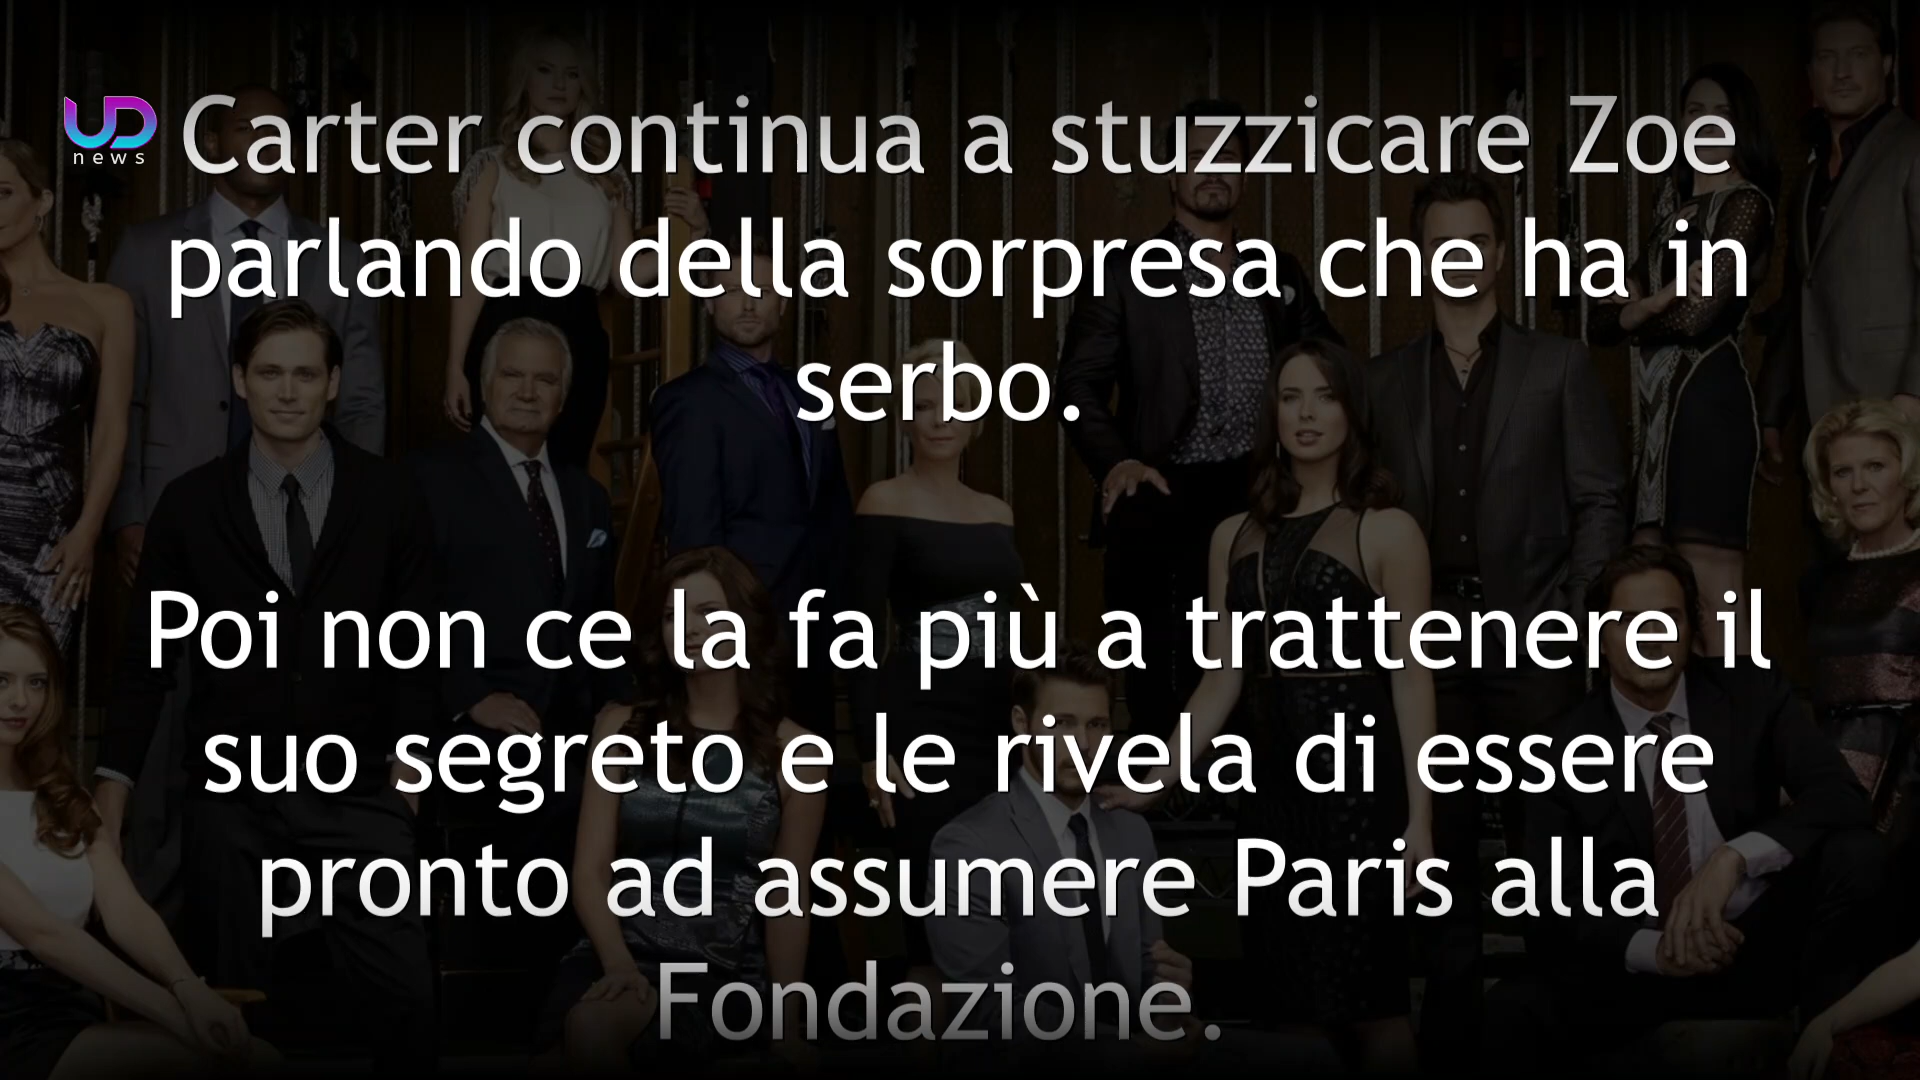 UD
news
Carter continua a stuzzicare Zoe
parlando della sorpresa che ha in
serbo.
Poi non ce la fa più a trattenere il
suo segreto e le rivela di essere
pronto ad assumere Paris alla
Fondazione.